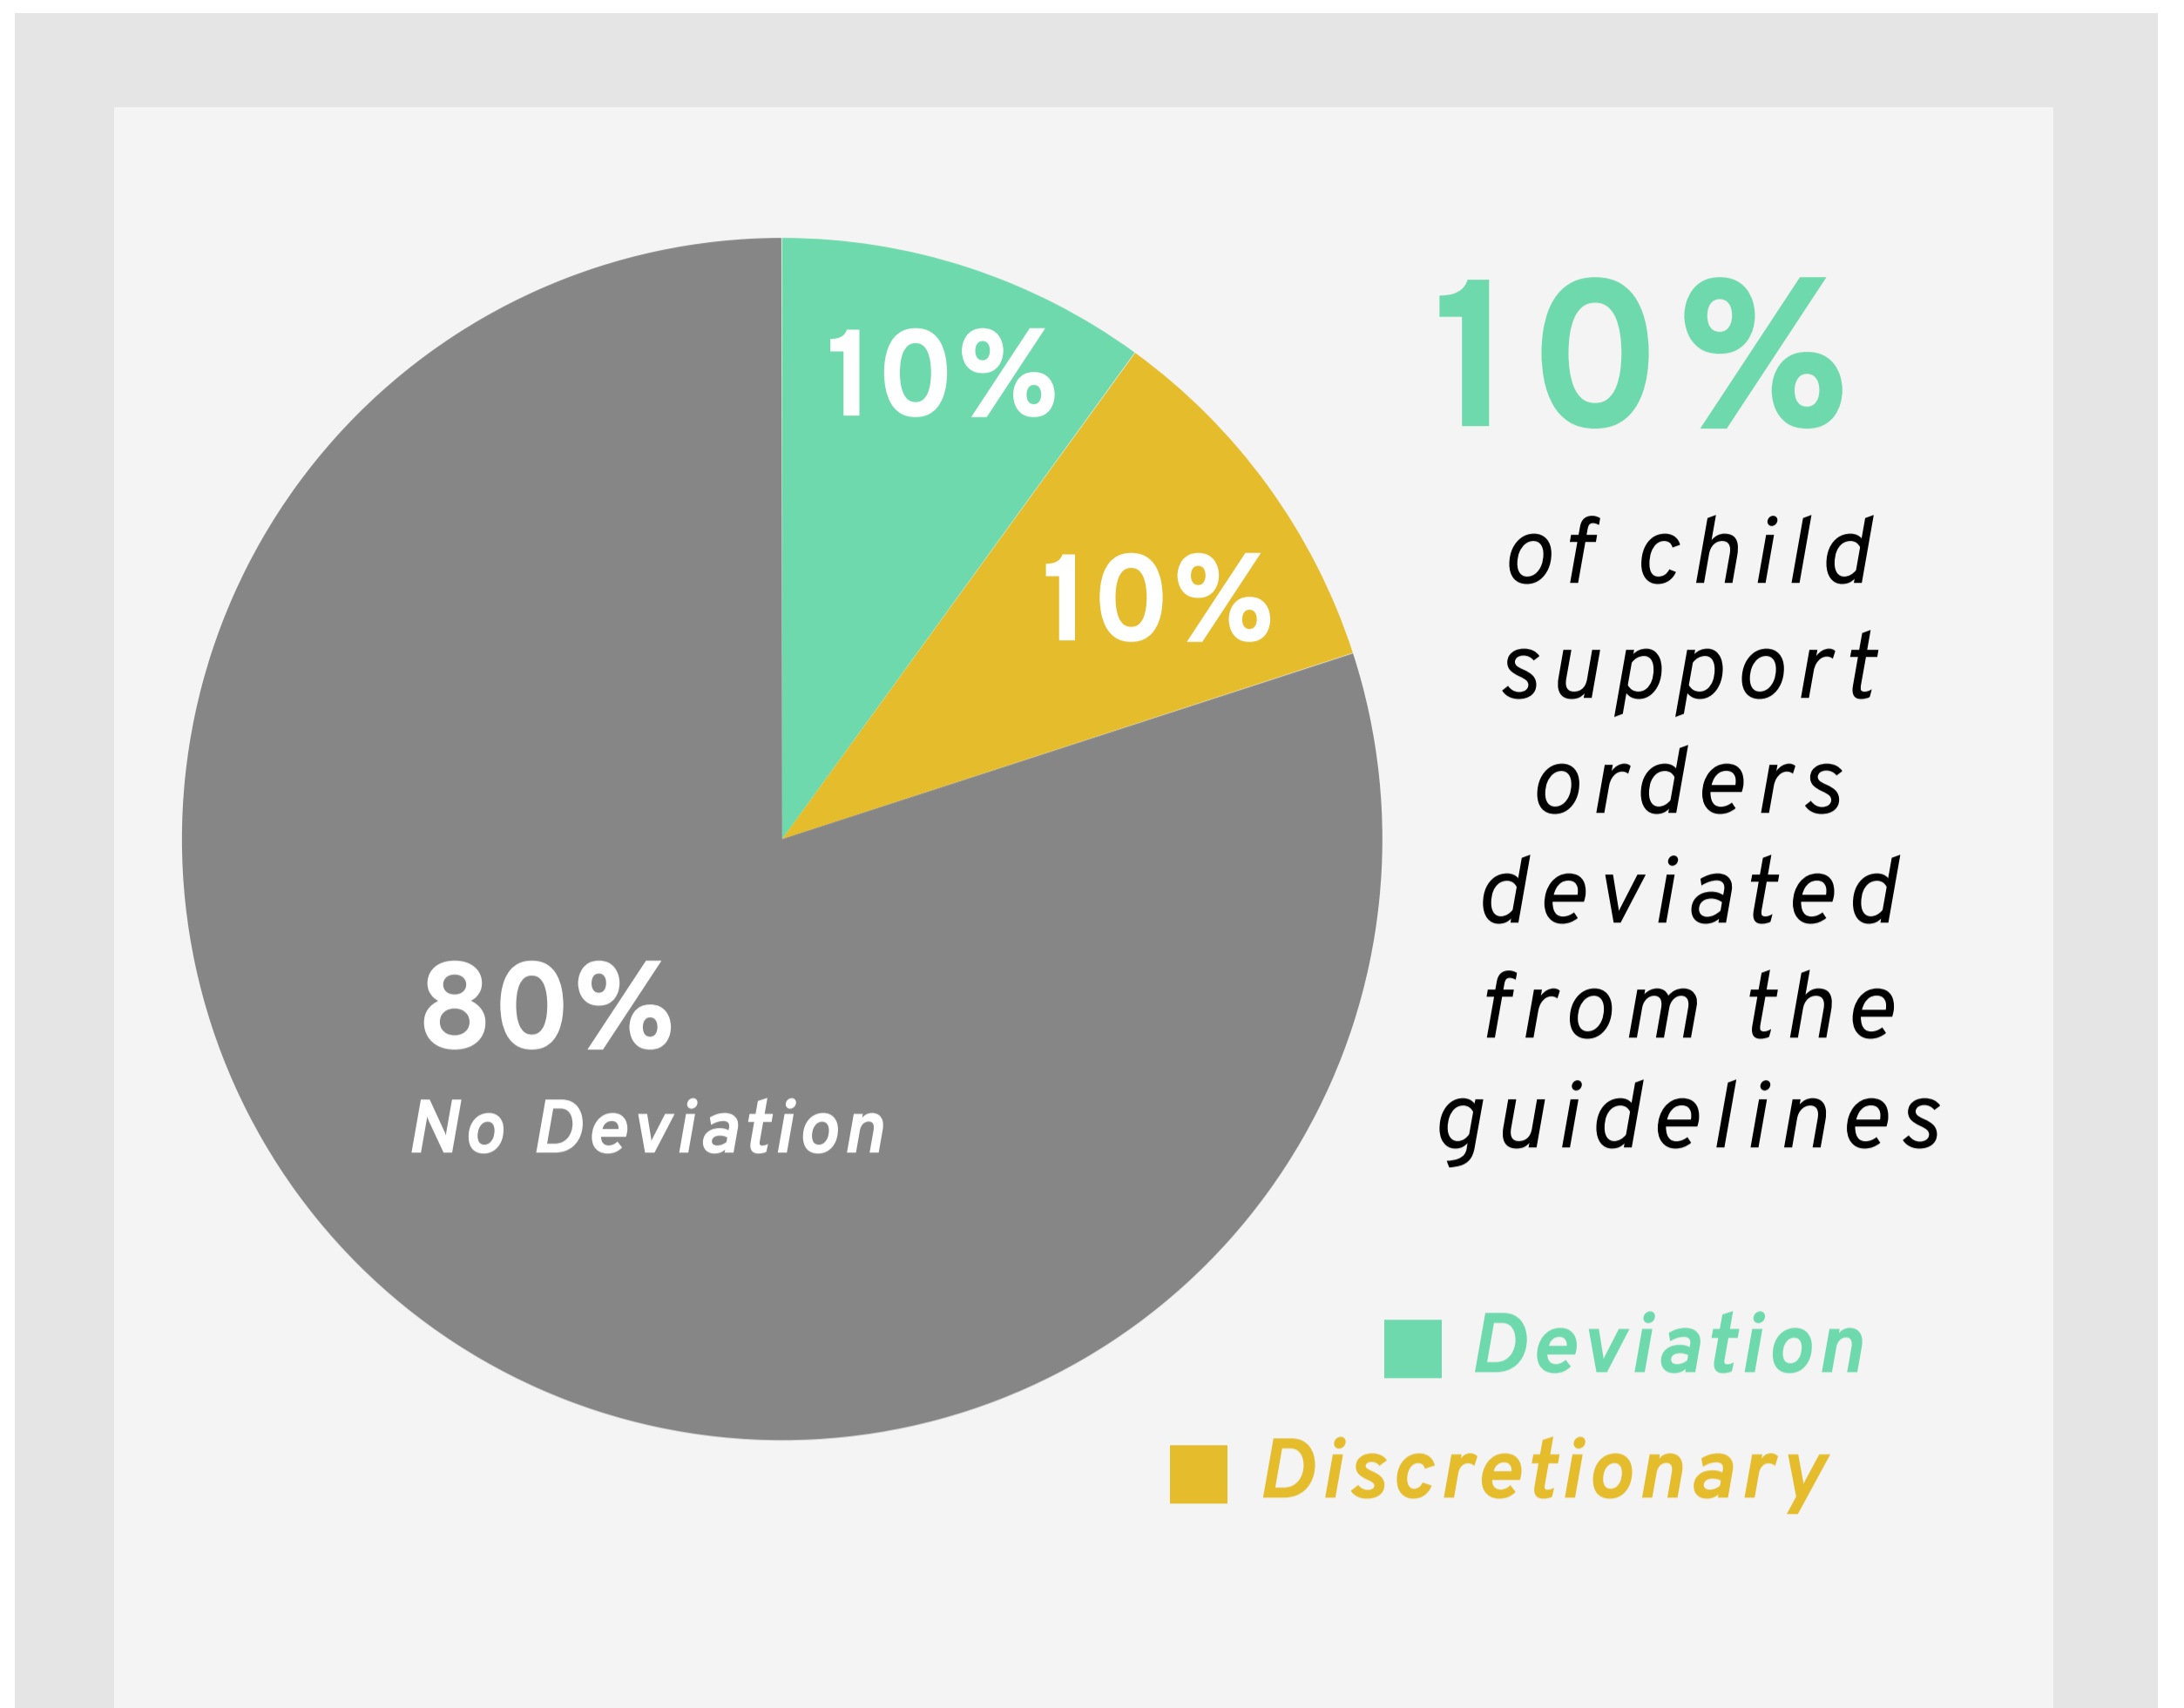 10%
10%
80%
No Deviation
10%
of child
support
orders
deviated
from the
guidelines
Deviation
Discretionary